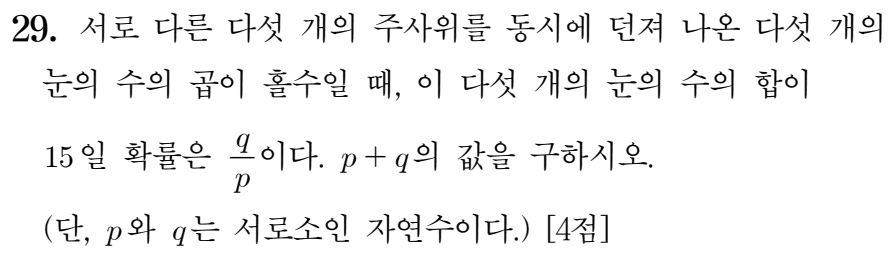 29. 서로 다른 다섯 개의 주사위를 동시에 던져 나온 다섯 개의
눈의 수의 곱이 홀수일 때, 이 다섯 개의 눈의 수의 합이
15일 확률은 q/p이다. p+q의 값을 구하시오.
(단, p와 q는 서로소인 자연수이다.) [4점]